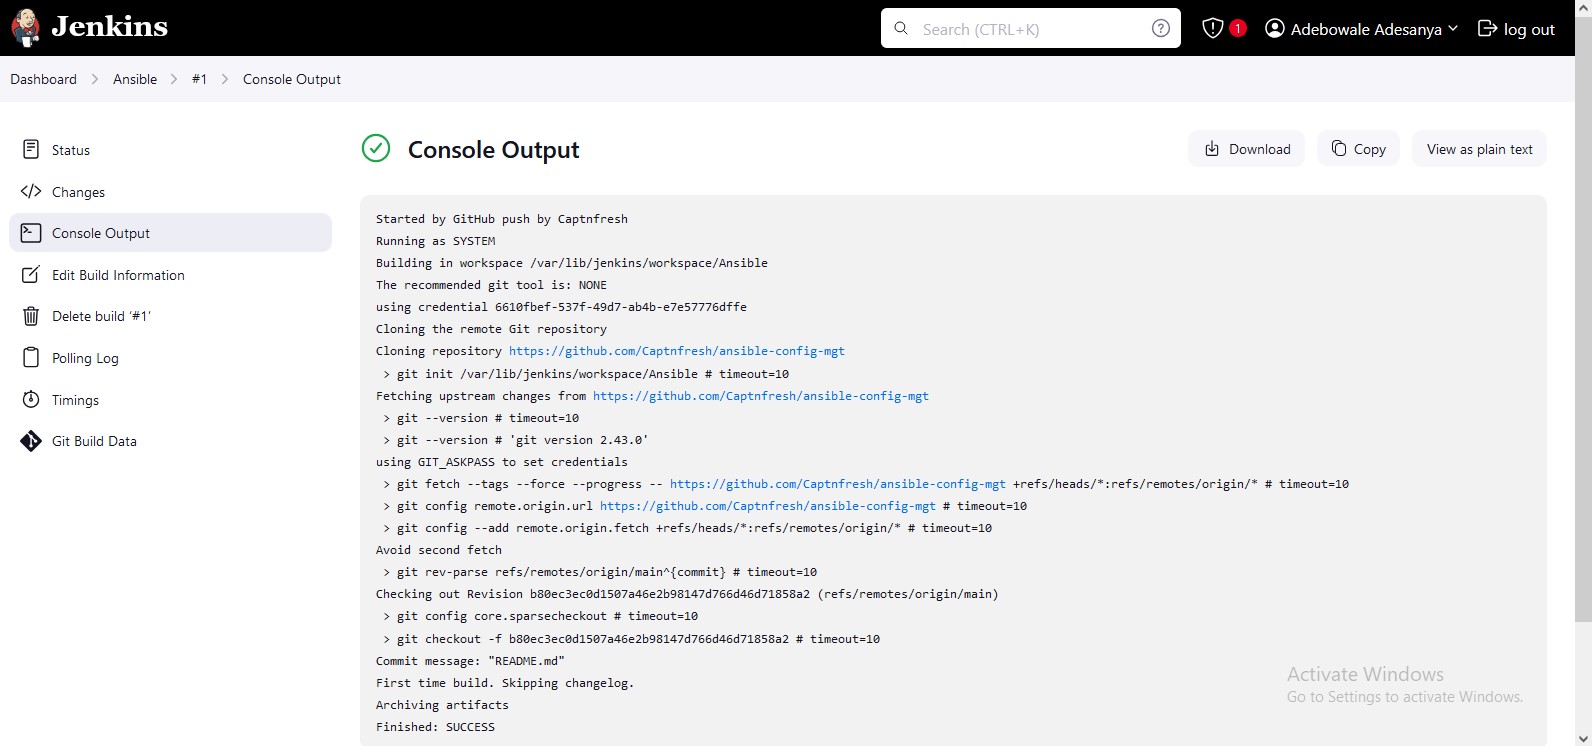 Jenkins
Search (CTRL+K)
1
Adebowale Adesanya
log out
Dashboard
Ansible
#1
Console Output
Status
Changes
Console Output
Edit Build Information
Delete build ‘#1’
Polling Log
Timings
Git Build Data
Console Output
Download
Copy
View as plain text
Started by GitHub push by Captnfresh
Running as SYSTEM
Building in workspace /var/lib/jenkins/workspace/Ansible
The recommended git tool is: NONE
using credential 6610fbef-537f-49d7-ab4b-e7e57776dffe
Cloning the remote Git repository
Cloning repository https://github.com/Captnfresh/ansible-config-mgt
 > git init /var/lib/jenkins/workspace/Ansible # timeout=10
Fetching upstream changes from https://github.com/Captnfresh/ansible-config-mgt
 > git --version # timeout=10
 > git --version # 'git version 2.43.0'
using GIT_ASKPASS to set credentials
 > git fetch --tags --force --progress -- https://github.com/Captnfresh/ansible-config-mgt +refs/heads/*:refs/remotes/origin/* # timeout=10
 > git config remote.origin.url https://github.com/Captnfresh/ansible-config-mgt # timeout=10
 > git config --add remote.origin.fetch +refs/heads/*:refs/remotes/origin/* # timeout=10
Avoid second fetch
 > git rev-parse refs/remotes/origin/main^{commit} # timeout=10
Checking out Revision b80ec3ec0d1507a46e2b98147d766d46d71858a2 (refs/remotes/origin/main)
 > git config core.sparsecheckout # timeout=10
 > git checkout -f b80ec3ec0d1507a46e2b98147d766d46d71858a2 # timeout=10
Commit message: "README.md"
First time build. Skipping changelog.
Archiving artifacts
Finished: SUCCESS
Activate Windows
Go to Settings to activate Windows.